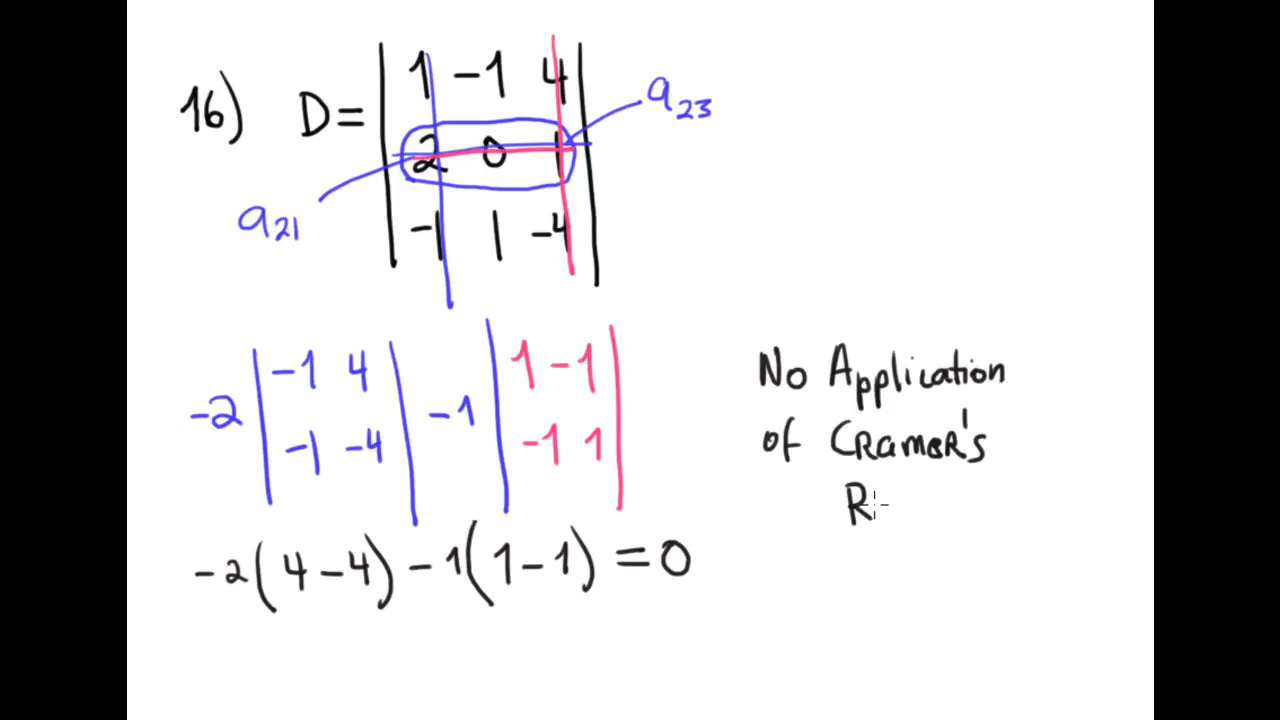 16) D= | 1 -1 4 |
a23
| 2 0 1 |
a21
| -1 1 -4 |
-2 | -1 4 | -1 | 1 -1 |
| -1 -4 | | -1 1 |
-2(4-4) -1(1-1) =0
No Application
of CRameR's
R